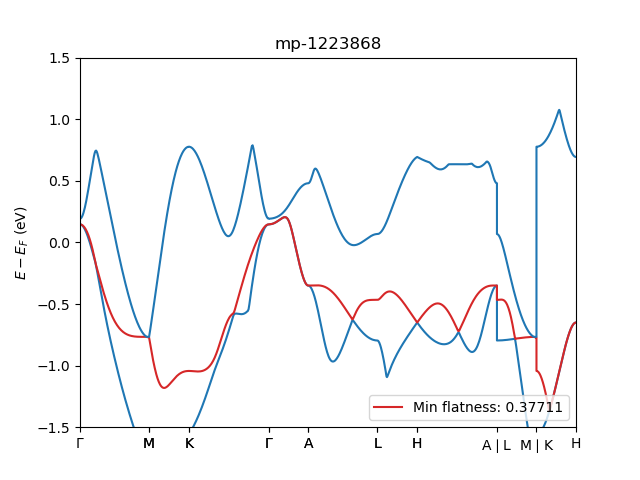 mp-1223868
1.5
1.0
0.5
0.0
−0.5
−1.0
−1.5
E − E_F (eV)
Min flatness: 0.37711
Γ M K Γ A L H A | L M | K H